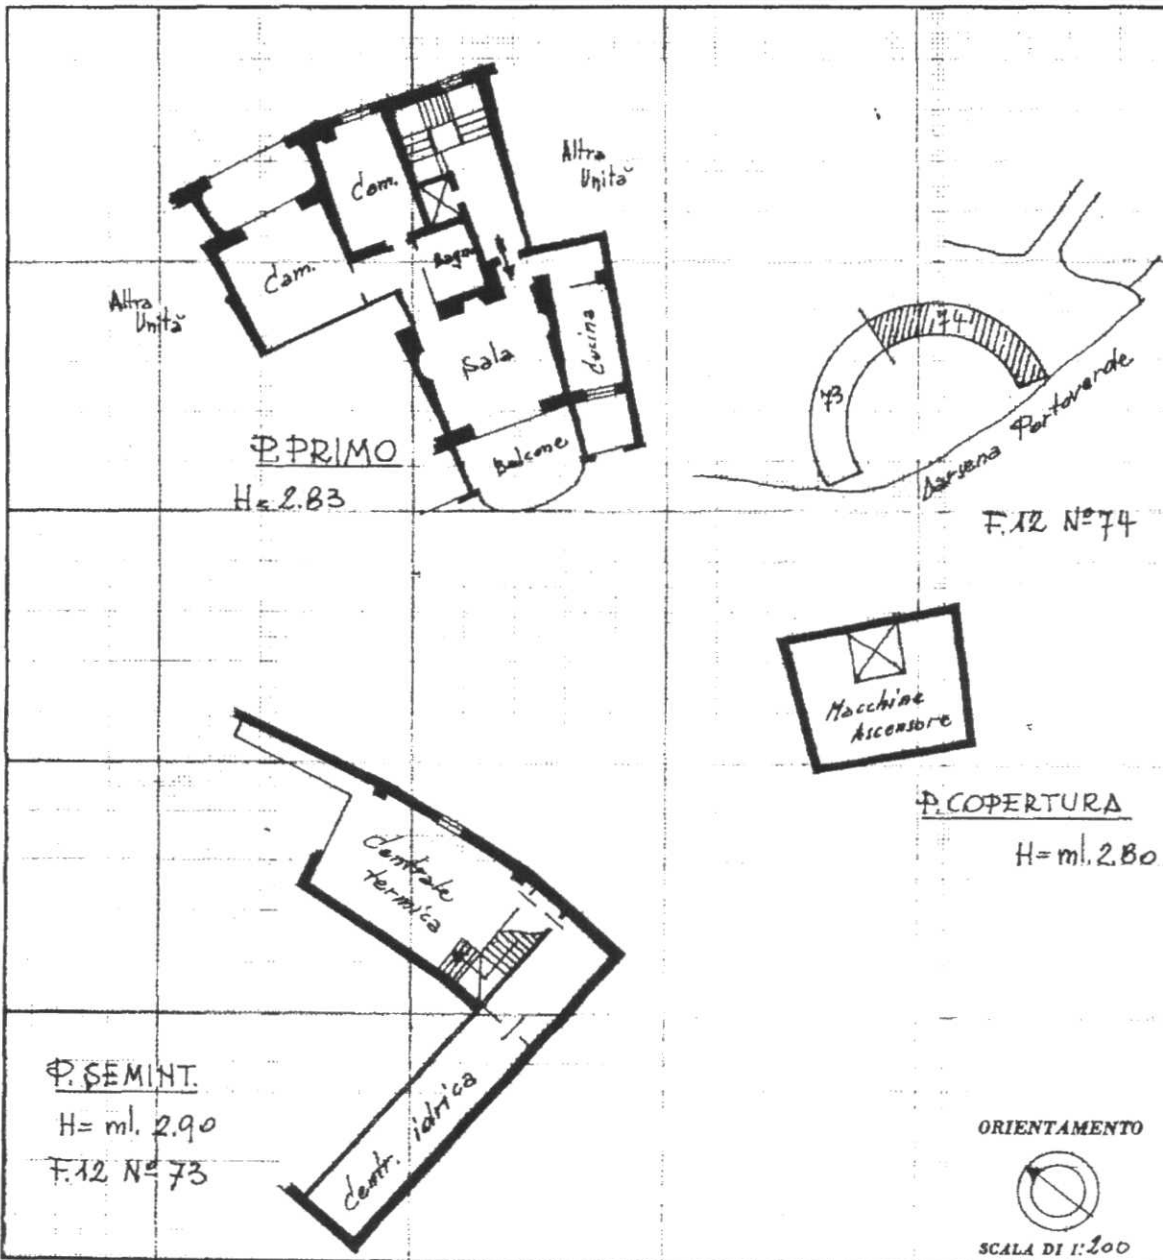 Altra
Unità
Cam.
Cam.
Bagno
Altra
Unità
Sala
Cucina
Balcone
P. PRIMO
H= 2.83
74
73
Darsena Portoverde
F.12 Nº74
Macchine
Ascensore
P. COPERTURA
H= ml. 2.80
Centrale
termica
Centr. idrica
P. SEMINT.
H= ml. 2.90
F.12 Nº 73
ORIENTAMENTO
SCALA DI 1:200